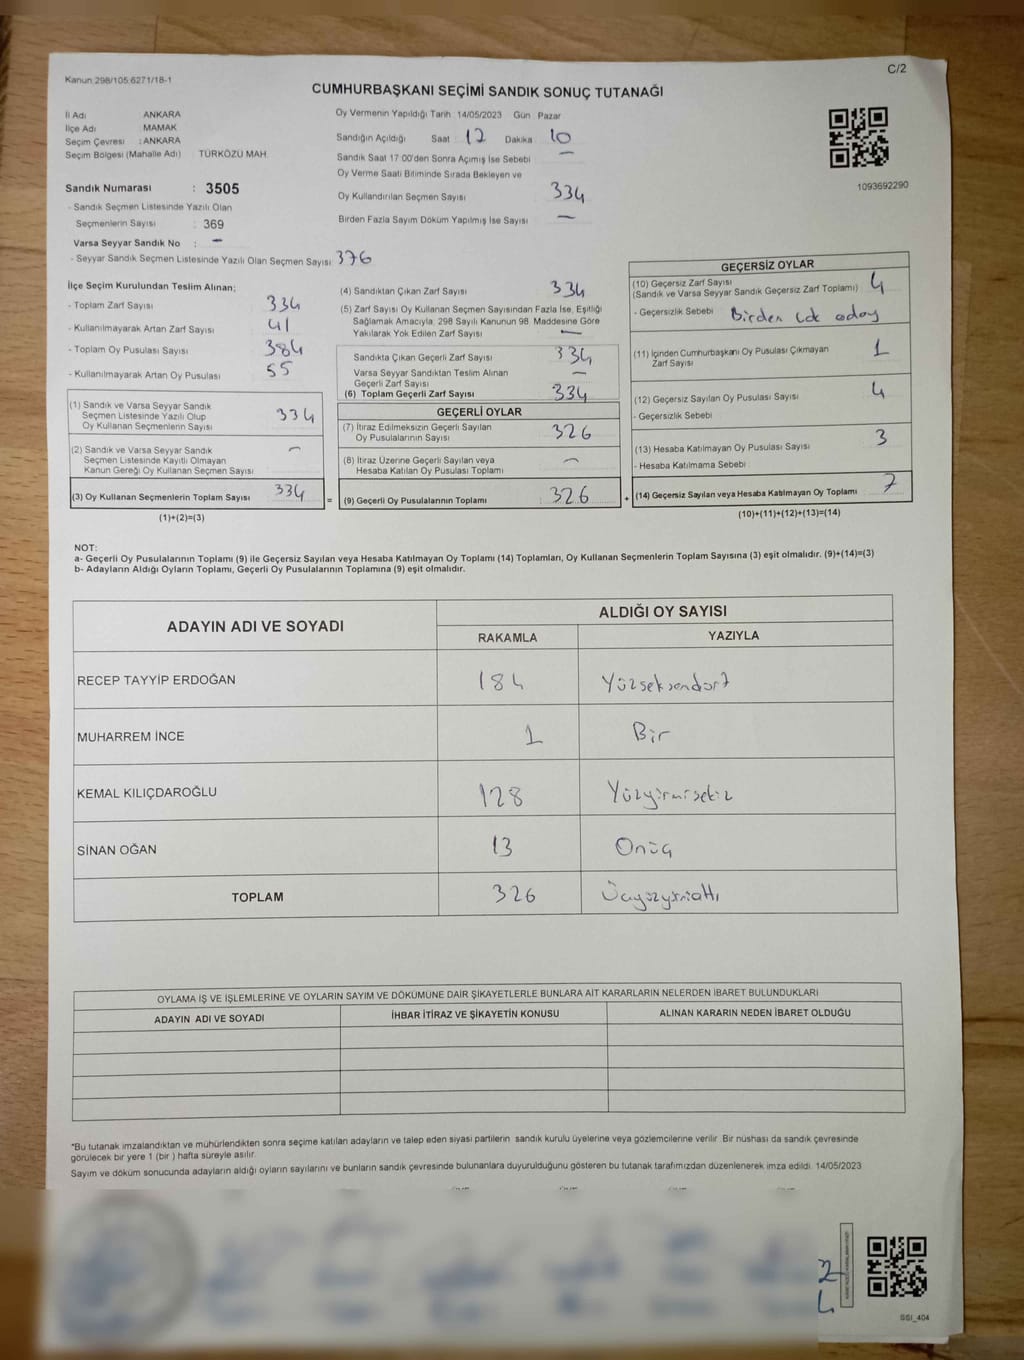 Kanun 298/105 6271/18-1
C/2
CUMHURBAŞKANI SEÇİMİ SANDIK SONUÇ TUTANAĞI
İl Adı ANKARA
İlçe Adı MAMAK
Seçim Çevresi : ANKARA
Seçim Bölgesi (Mahalle Adı) TÜRKÖZÜ MAH.
Sandık Numarası : 3505
- Sandık Seçmen Listesinde Yazılı Olan
Seçmenlerin Sayısı : 369
Varsa Seyyar Sandık No : -
- Seyyar Sandık Seçmen Listesinde Yazılı Olan Seçmen Sayısı 376
Oy Vermenin Yapıldığı Tarih 14/05/2023 Gün Pazar
Sandığın Açıldığı Saat 17 Dakika 10
Sandık Saat 17:00'den Sonra Açımış İse Sebebi -
Oy Verme Saati Bitiminde Sırada Bekleyen ve
Oy Kullandırılan Seçmen Sayısı 334
Birden Fazla Sayım Döküm Yapılmış İse Sayısı -
1093692290
İlçe Seçim Kurulundan Teslim Alınan;
- Toplam Zarf Sayısı 334
- Kullanılmayarak Artan Zarf Sayısı 41
- Toplam Oy Pusulası Sayısı 384
- Kullanılmayarak Artan Oy Pusulası 55
(1) Sandık ve Varsa Seyyar Sandık
Seçmen Listesinde Yazılı Olup
Oy Kullanan Seçmenlerin Sayısı 334
(2) Sandık ve Varsa Seyyar Sandık
Seçmen Listesinde Kayıtlı Olmayan
Kanun Gereği Oy Kullanan Seçmen Sayısı -
(3) Oy Kullanan Seçmenlerin Toplam Sayısı 334
(1)+(2)=(3)
(4) Sandıktan Çıkan Zarf Sayısı 334
(5) Zarf Sayısı Oy Kullanan Seçmen Sayısından Fazla İse, Eşitliği
Sağlamak Amacıyla, 298 Sayılı Kanunun 98. Maddesine Göre
Yakılarak Yok Edilen Zarf Sayısı -
Sandıkta Çıkan Geçerli Zarf Sayısı 334
Varsa Seyyar Sandıktan Teslim Alınan
Geçerli Zarf Sayısı -
(6) Toplam Geçerli Zarf Sayısı 334
GEÇERLİ OYLAR
(7) İtiraz Edilmeksizin Geçerli Sayılan
Oy Pusulalarının Sayısı 326
(8) İtiraz Üzerine Geçerli Sayılan veya
Hesaba Katılan Oy Pusulası Toplamı -
= (9) Geçerli Oy Pusulalarının Toplamı 326 +
GEÇERSİZ OYLAR
(10) Geçersiz Zarf Sayısı
(Sandık ve Varsa Seyyar Sandık Geçersiz Zarf Toplamı) 4
- Geçersizlik Sebebi Birden çok aday
(11) İçinden Cumhurbaşkanı Oy Pusulası Çıkmayan
Zarf Sayısı 1
(12) Geçersiz Sayılan Oy Pusulası Sayısı 4
- Geçersizlik Sebebi
(13) Hesaba Katılmayan Oy Pusulası Sayısı 3
- Hesaba Katılmama Sebebi
(14) Geçersiz Sayılan veya Hesaba Katılmayan Oy Toplamı 7
(10)+(11)+(12)+(13)=(14)
NOT:
a- Geçerli Oy Pusulalarının Toplamı (9) ile Geçersiz Sayılan veya Hesaba Katılmayan Oy Toplamı (14) Toplamları, Oy Kullanan Seçmenlerin Toplam Sayısına (3) eşit olmalıdır. (9)+(14)=(3)
b- Adayların Aldığı Oyların Toplamı, Geçerli Oy Pusulalarının Toplamına (9) eşit olmalıdır.
ADAYIN ADI VE SOYADI
ALDIĞI OY SAYISI
RAKAMLA YAZIYLA
RECEP TAYYİP ERDOĞAN 184 Yüzseksendört
MUHARREM İNCE 1 Bir
KEMAL KILIÇDAROĞLU 128 Yüzyirmisekiz
SİNAN OĞAN 13 Onüç
TOPLAM 326 Üçyüzyirmialtı
OYLAMA İŞ VE İŞLEMLERİNE VE OYLARIN SAYIM VE DÖKÜMÜNE DAİR ŞİKAYETLERLE BUNLARA AİT KARARLARIN NELERDEN İBARET BULUNDUKLARI
ADAYIN ADI VE SOYADI İHBAR İTİRAZ VE ŞİKAYETİN KONUSU ALINAN KARARIN NEDEN İBARET OLDUĞU
*Bu tutanak imzalandıktan ve mühürlendikten sonra seçime katılan adayların ve talep eden siyasi partilerin sandık kurulu üyelerine veya gözlemcilerine verilir. Bir nüshası da sandık çevresinde
görülecek bir yere 1 (bir ) hafta süreyle asılır.
Sayım ve döküm sonucunda adayların aldığı oyların sayılarını ve bunların sandık çevresinde bulunanlara duyurulduğunu gösteren bu tutanak tarafımızdan düzenlenerek imza edildi. 14/05/2023
SSI_404